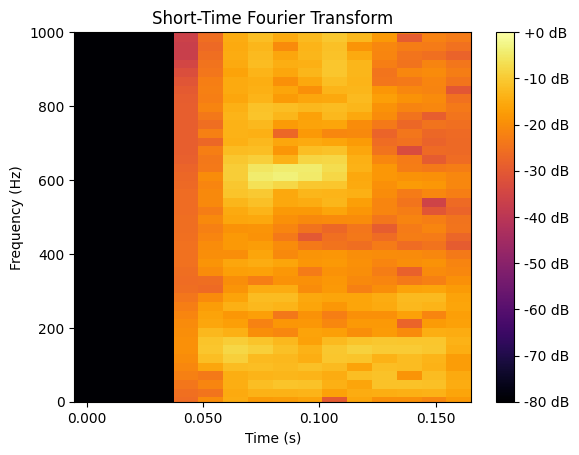 Short-Time Fourier Transform
1000
800
600
400
200
0
Frequency (Hz)
0.000
0.050
0.100
0.150
Time (s)
+0 dB
-10 dB
-20 dB
-30 dB
-40 dB
-50 dB
-60 dB
-70 dB
-80 dB